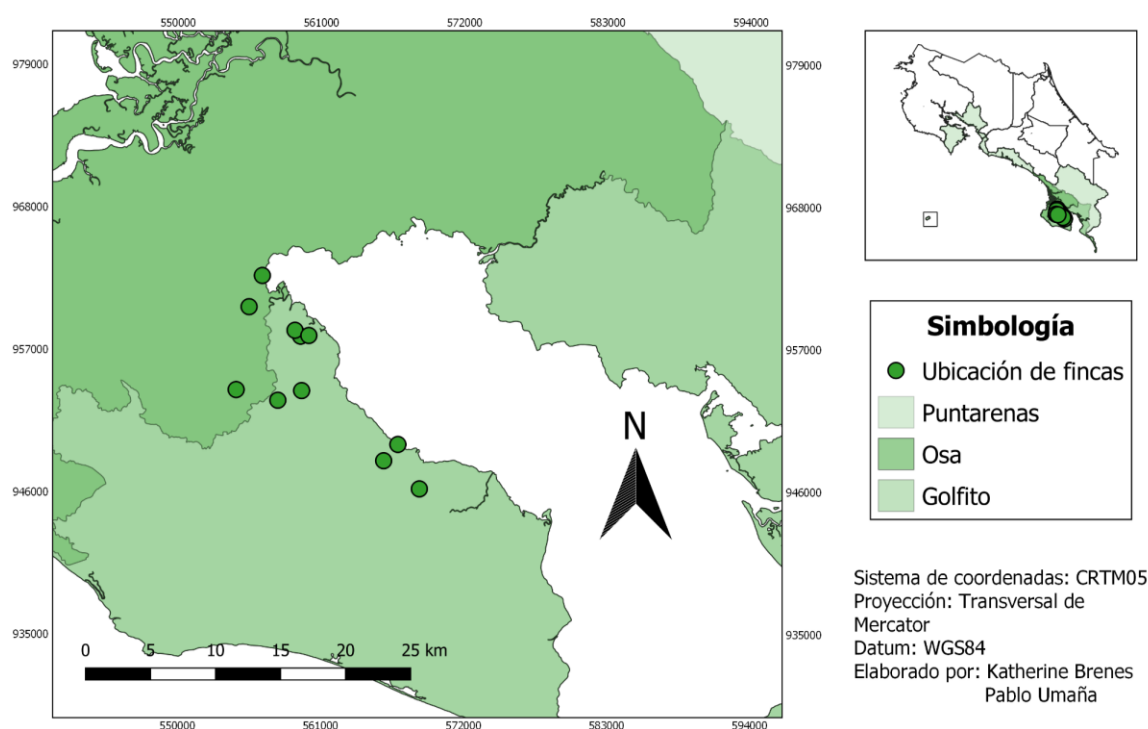 550000 561000 572000 583000 594000
979000 979000
968000 968000
957000 957000
946000 946000
935000 935000
N
0 5 10 15 20 25 km
550000 561000 572000 583000 594000
Simbología
Ubicación de fincas
Puntarenas
Osa
Golfito
Sistema de coordenadas: CRTM05
Proyección: Transversal de
Mercator
Datum: WGS84
Elaborado por: Katherine Brenes
Pablo Umaña